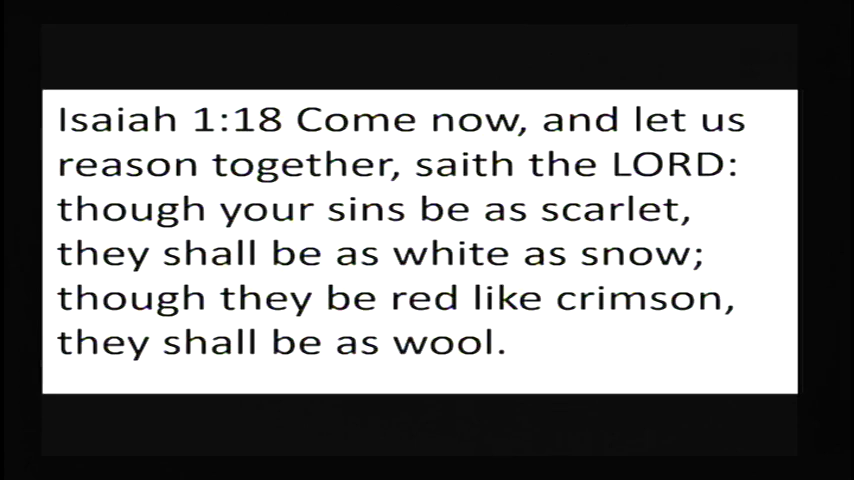 Isaiah 1:18 Come now, and let us
reason together, saith the LORD:
though your sins be as scarlet,
they shall be as white as snow;
though they be red like crimson,
they shall be as wool.